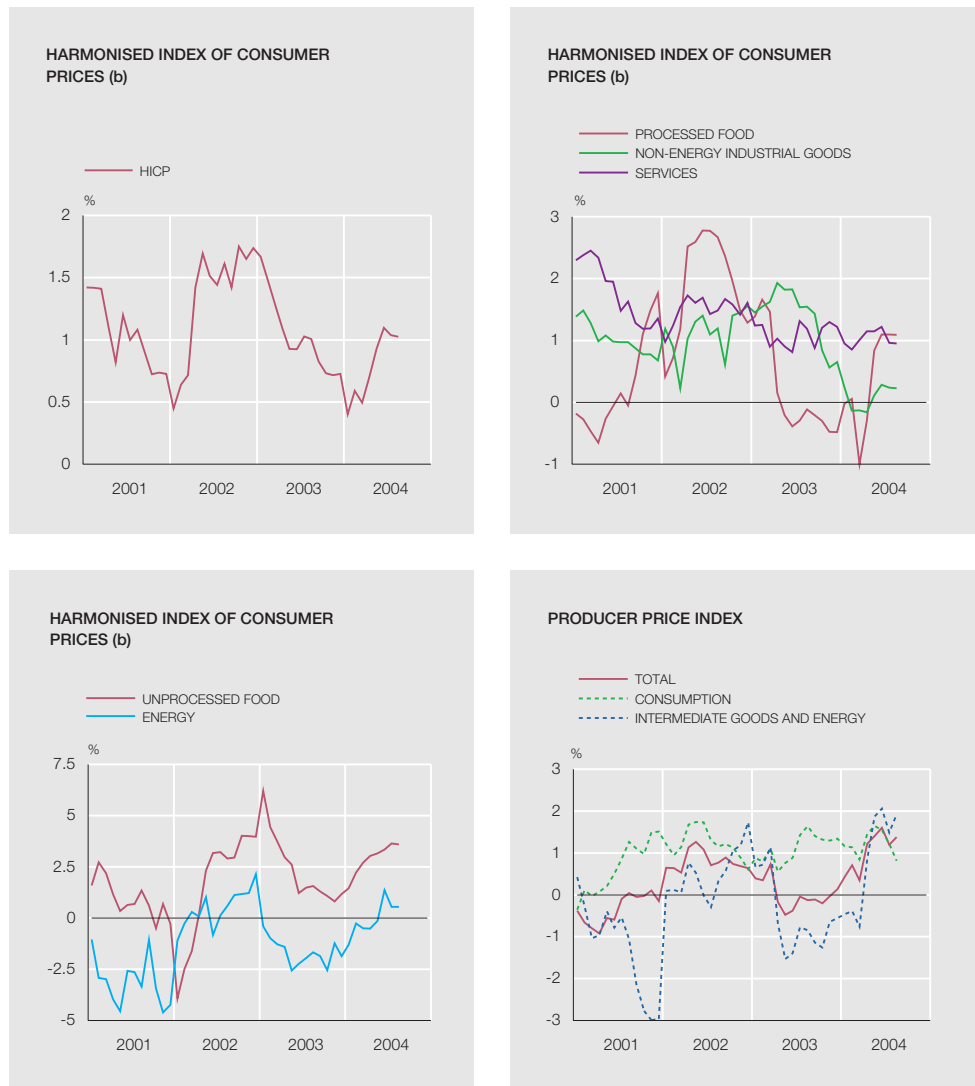 HARMONISED INDEX OF CONSUMER
PRICES (b)
HICP
%
2
1.5
1
0.5
0
2001 2002 2003 2004
HARMONISED INDEX OF CONSUMER
PRICES (b)
PROCESSED FOOD
NON-ENERGY INDUSTRIAL GOODS
SERVICES
%
3
2
1
0
-1
2001 2002 2003 2004
HARMONISED INDEX OF CONSUMER
PRICES (b)
UNPROCESSED FOOD
ENERGY
%
7.5
5
2.5
0
-2.5
-5
2001 2002 2003 2004
PRODUCER PRICE INDEX
TOTAL
CONSUMPTION
INTERMEDIATE GOODS AND ENERGY
%
3
2
1
0
-1
-2
-3
2001 2002 2003 2004